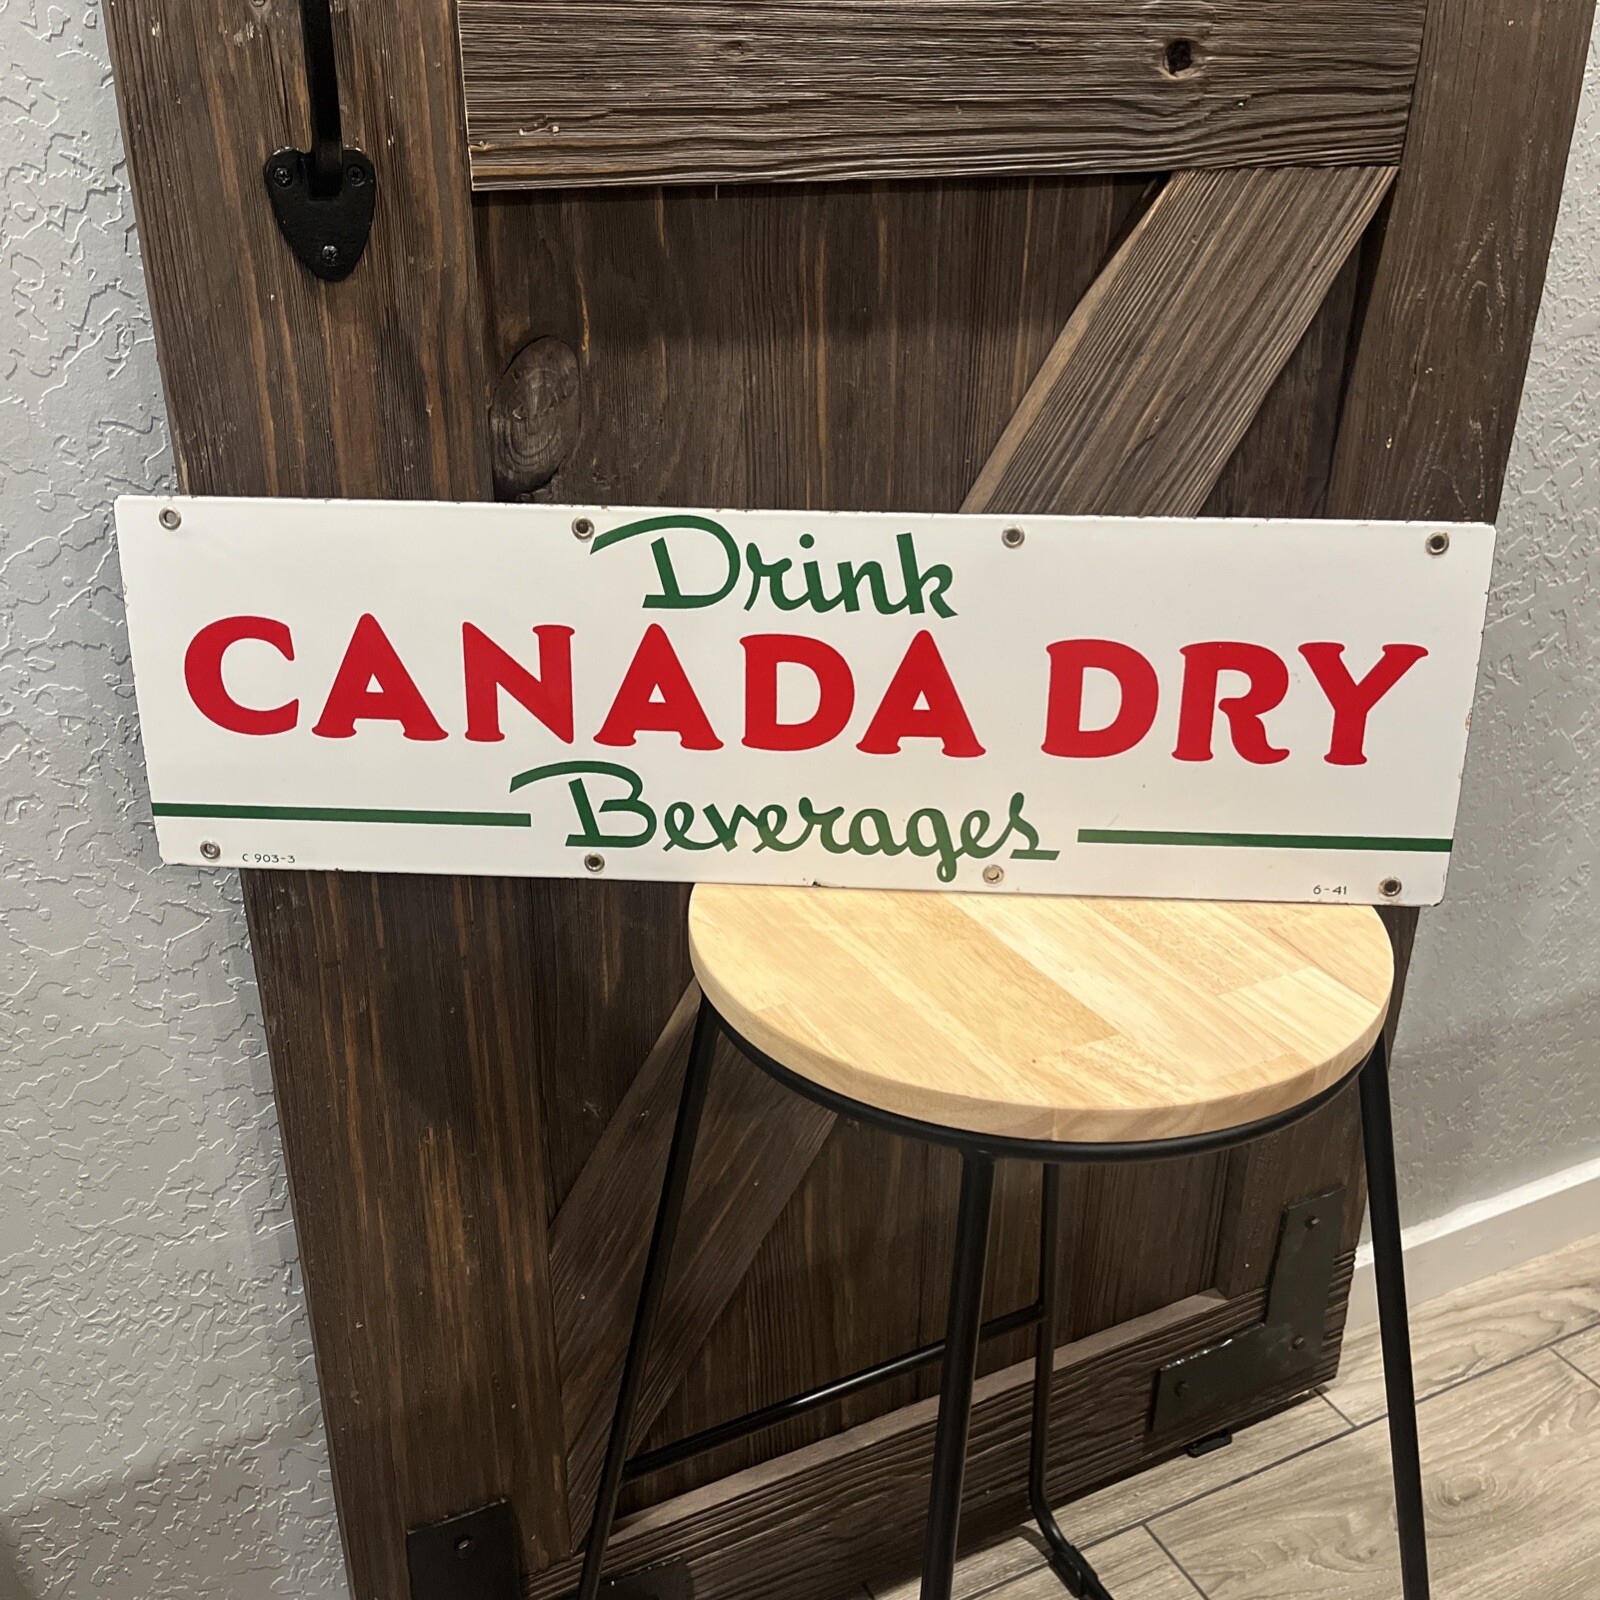 Drink
CANADA DRY
Beverages
C 903-3
6-41